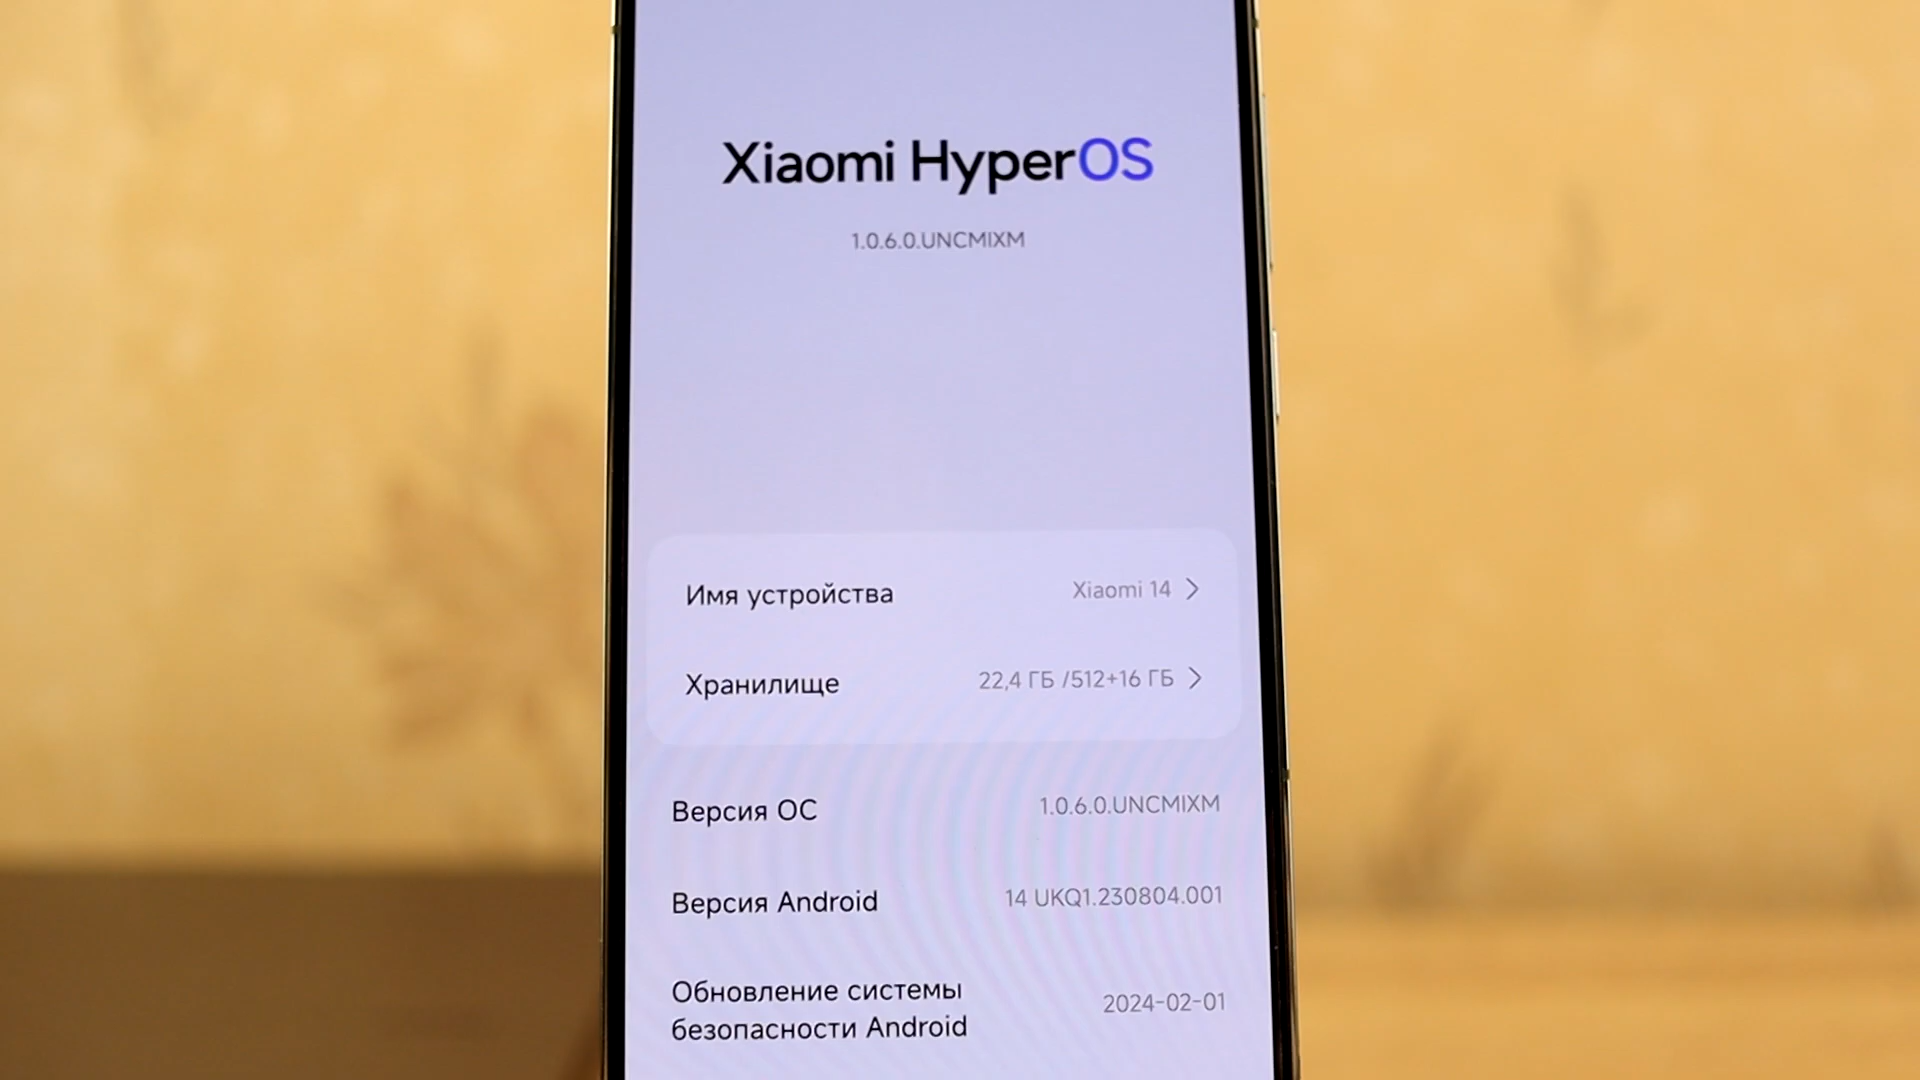 Xiaomi HyperOS
1.0.6.0.UNCMIXM
Имя устройства Xiaomi 14
Хранилище 22,4 ГБ /512+16 ГБ
Версия ОС 1.0.6.0.UNCMIXM
Версия Android 14 UKQ1.230804.001
Обновление системы
безопасности Android 2024-02-01